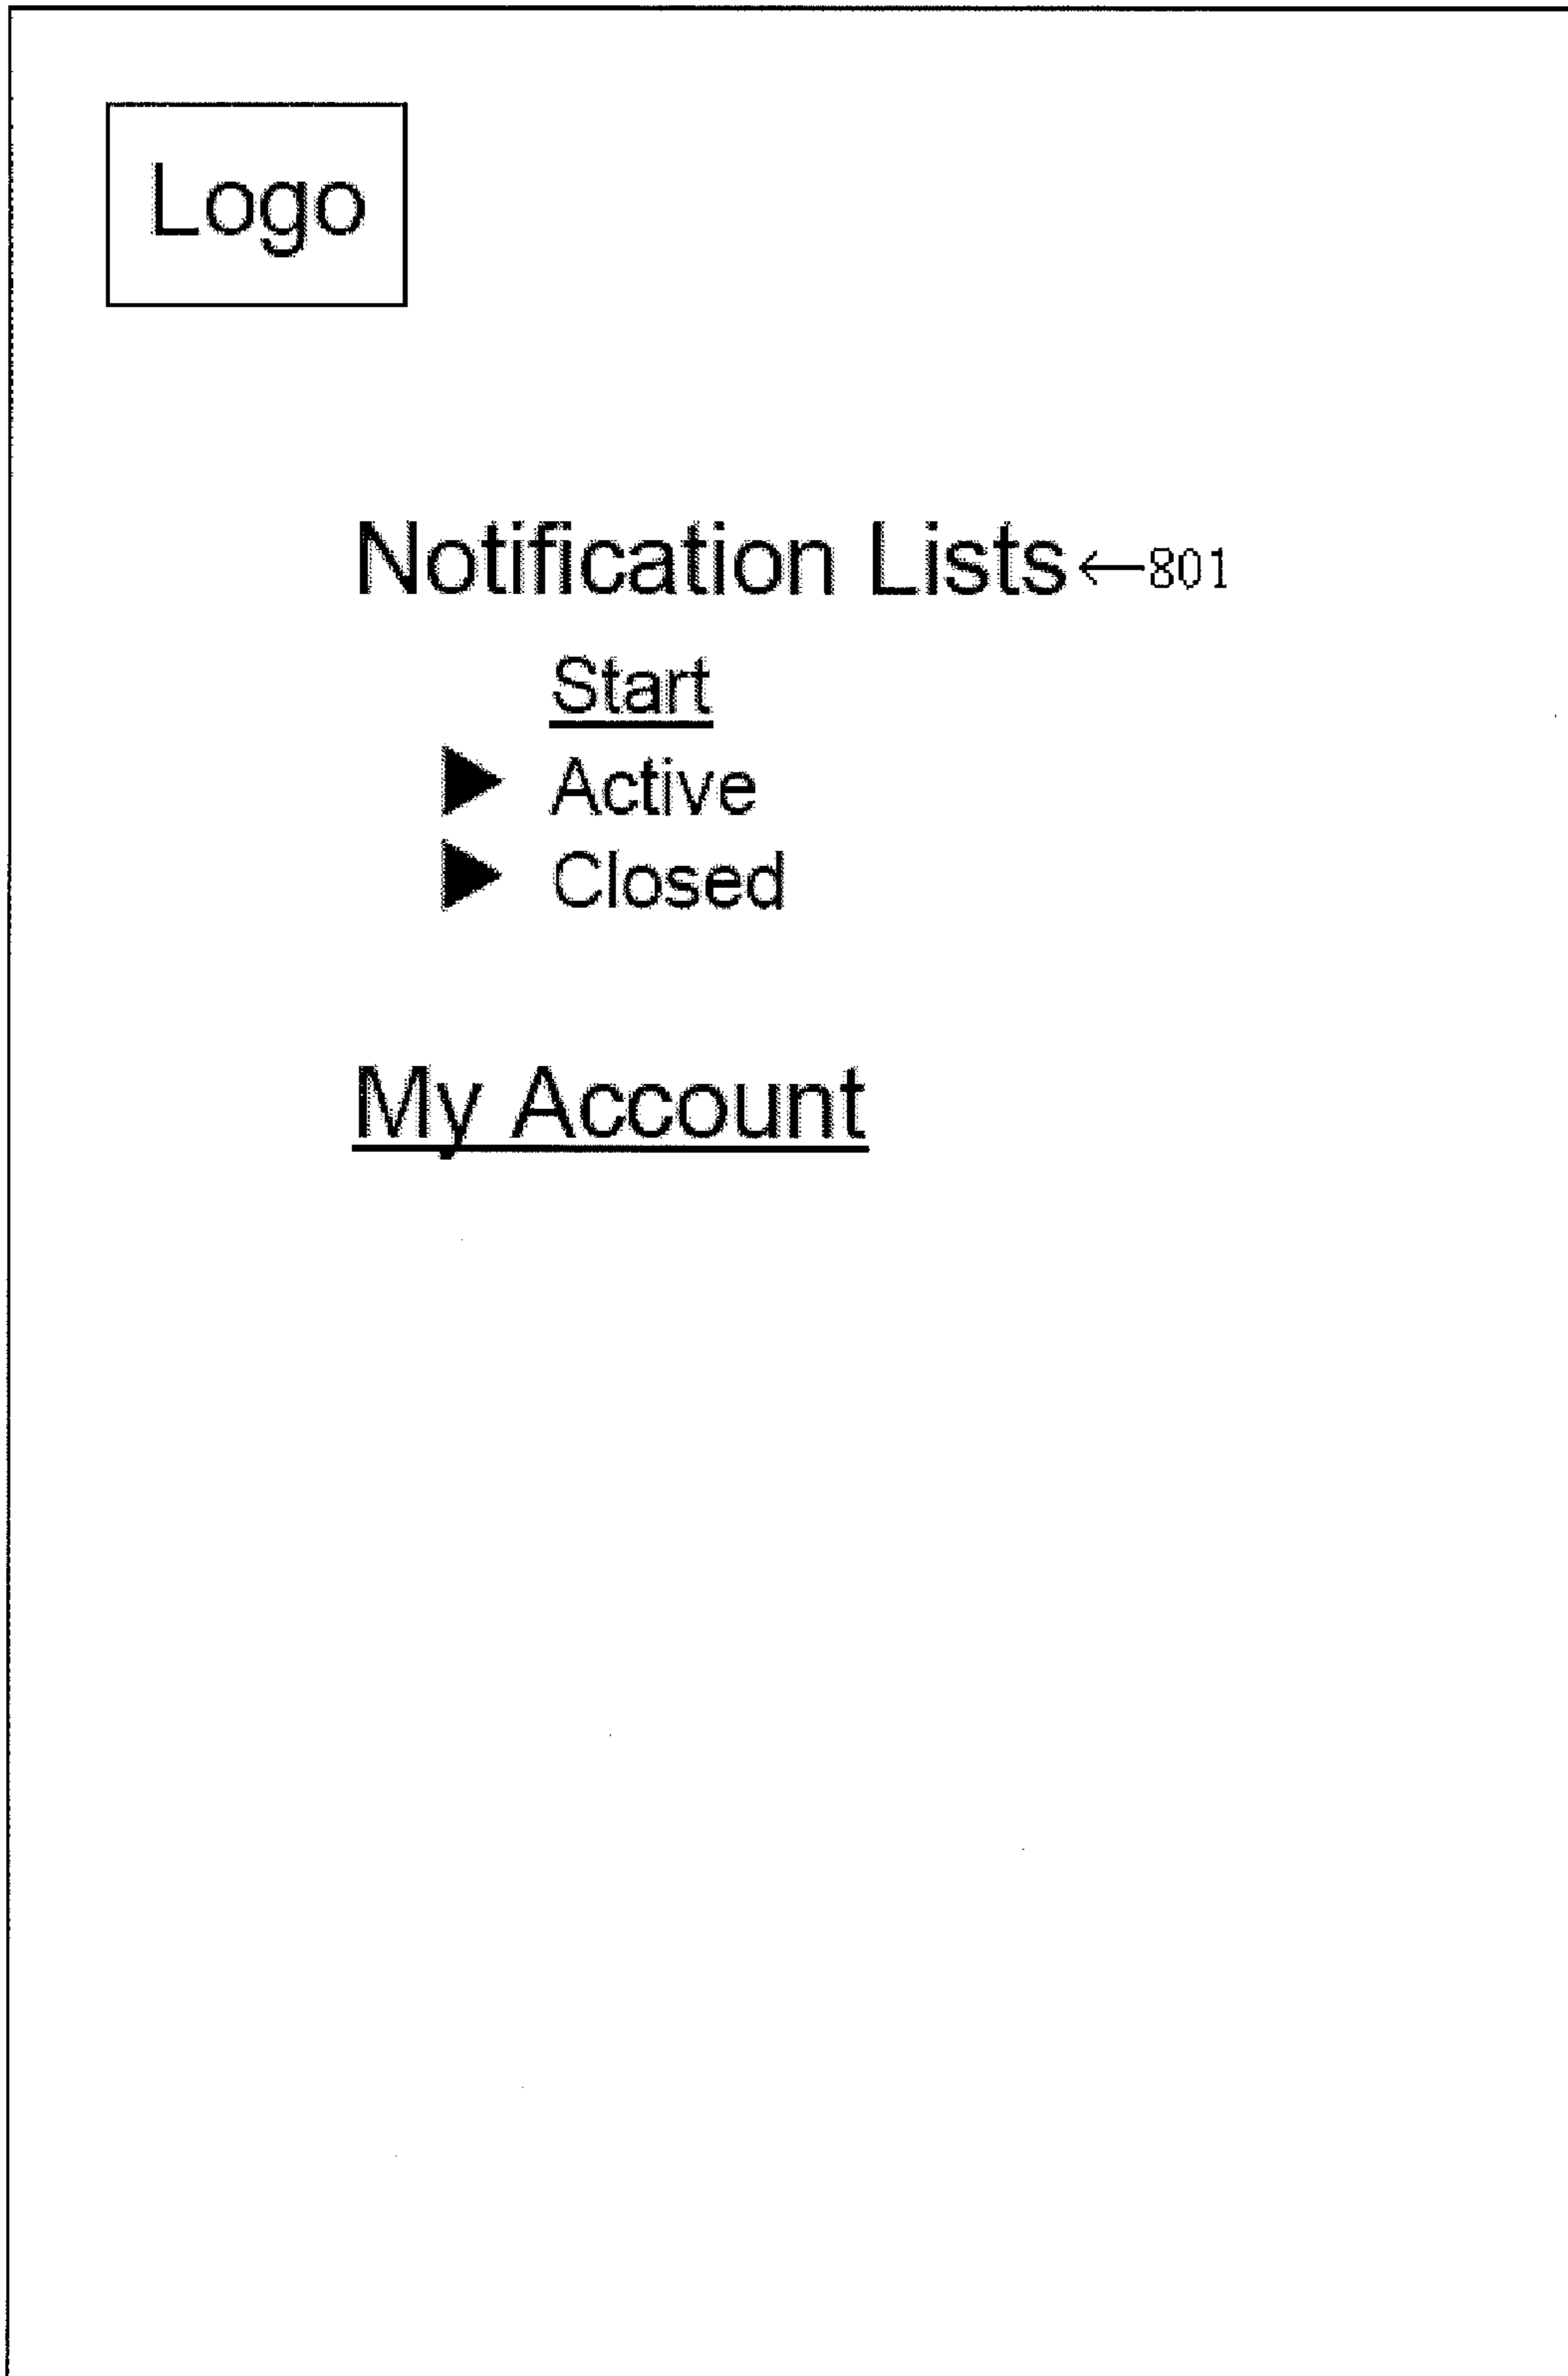 Logo
Notification Lists ←801
Start
▶ Active
▶ Closed
My Account